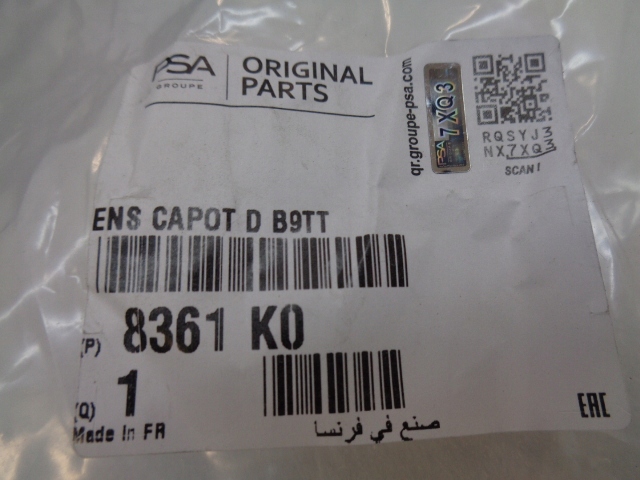 PSA
GROUPE
ORIGINAL
PARTS
qr.groupe-psa.com
PSA 7XQ3
RQSYJ3
NX7XQ3
SCAN!
ENS CAPOT D B9TT
(P) 8361 K0
(Q) 1
Made In FR
صنع في فرنسا
EAC